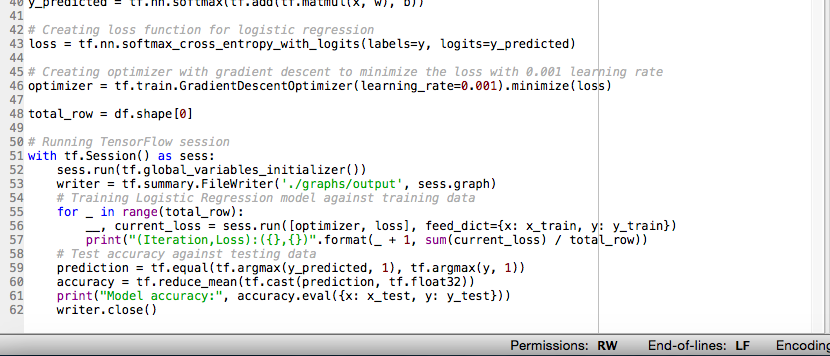 40 y_predicted = tf.nn.softmax(tf.add(tf.matmul(x, w), b))
41
42 # Creating loss function for logistic regression
43 loss = tf.nn.softmax_cross_entropy_with_logits(labels=y, logits=y_predicted)
44
45 # Creating optimizer with gradient descent to minimize the loss with 0.001 learning rate
46 optimizer = tf.train.GradientDescentOptimizer(learning_rate=0.001).minimize(loss)
47
48 total_row = df.shape[0]
49
50 # Running TensorFlow session
51 with tf.Session() as sess:
52     sess.run(tf.global_variables_initializer())
53     writer = tf.summary.FileWriter('./graphs/output', sess.graph)
54     # Training Logistic Regression model against training data
55     for _ in range(total_row):
56         __, current_loss = sess.run([optimizer, loss], feed_dict={x: x_train, y: y_train})
57         print("(Iteration,Loss):({},{})".format(_ + 1, sum(current_loss) / total_row))
58     # Test accuracy against testing data
59     prediction = tf.equal(tf.argmax(y_predicted, 1), tf.argmax(y, 1))
60     accuracy = tf.reduce_mean(tf.cast(prediction, tf.float32))
61     print("Model accuracy:", accuracy.eval({x: x_test, y: y_test}))
62     writer.close()
Permissions: RW End-of-lines: LF Encoding